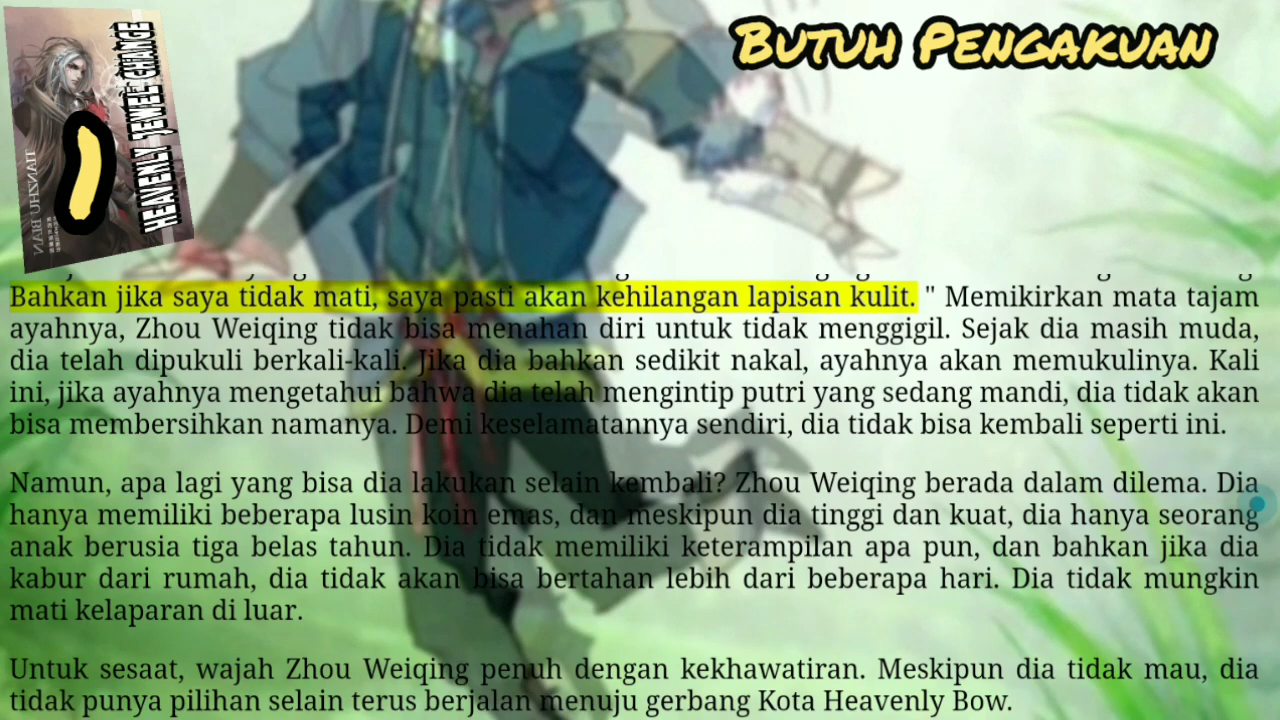 BUTUH PENGAKUAN
HEAVENLY JEWEL CHANGE
TIANZHU BIAN
Bahkan jika saya tidak mati, saya pasti akan kehilangan lapisan kulit. " Memikirkan mata tajam
ayahnya, Zhou Weiqing tidak bisa menahan diri untuk tidak menggigil. Sejak dia masih muda,
dia telah dipukuli berkali-kali. Jika dia bahkan sedikit nakal, ayahnya akan memukulinya. Kali
ini, jika ayahnya mengetahui bahwa dia telah mengintip putri yang sedang mandi, dia tidak akan
bisa membersihkan namanya. Demi keselamatannya sendiri, dia tidak bisa kembali seperti ini.
Namun, apa lagi yang bisa dia lakukan selain kembali? Zhou Weiqing berada dalam dilema. Dia
hanya memiliki beberapa lusin koin emas, dan meskipun dia tinggi dan kuat, dia hanya seorang
anak berusia tiga belas tahun. Dia tidak memiliki keterampilan apa pun, dan bahkan jika dia
kabur dari rumah, dia tidak akan bisa bertahan lebih dari beberapa hari. Dia tidak mungkin
mati kelaparan di luar.
Untuk sesaat, wajah Zhou Weiqing penuh dengan kekhawatiran. Meskipun dia tidak mau, dia
tidak punya pilihan selain terus berjalan menuju gerbang Kota Heavenly Bow.